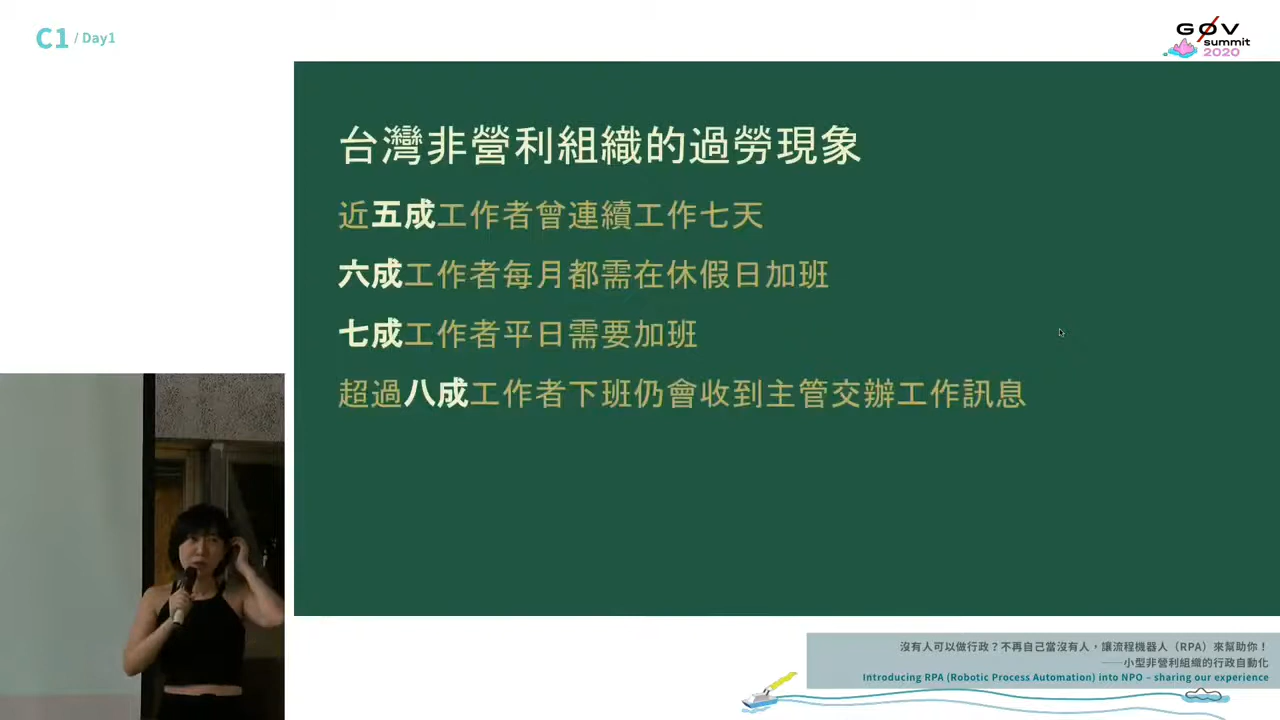 C1 / Day1
GØV
summit
2020
台灣非營利組織的過勞現象
近五成工作者曾連續工作七天
六成工作者每月都需在休假日加班
七成工作者平日需要加班
超過八成工作者下班仍會收到主管交辦工作訊息
沒有人可以做行政？不再自己當沒有人，讓流程機器人（RPA）來幫助你！
——小型非營利組織的行政自動化
Introducing RPA (Robotic Process Automation) into NPO – sharing our experience